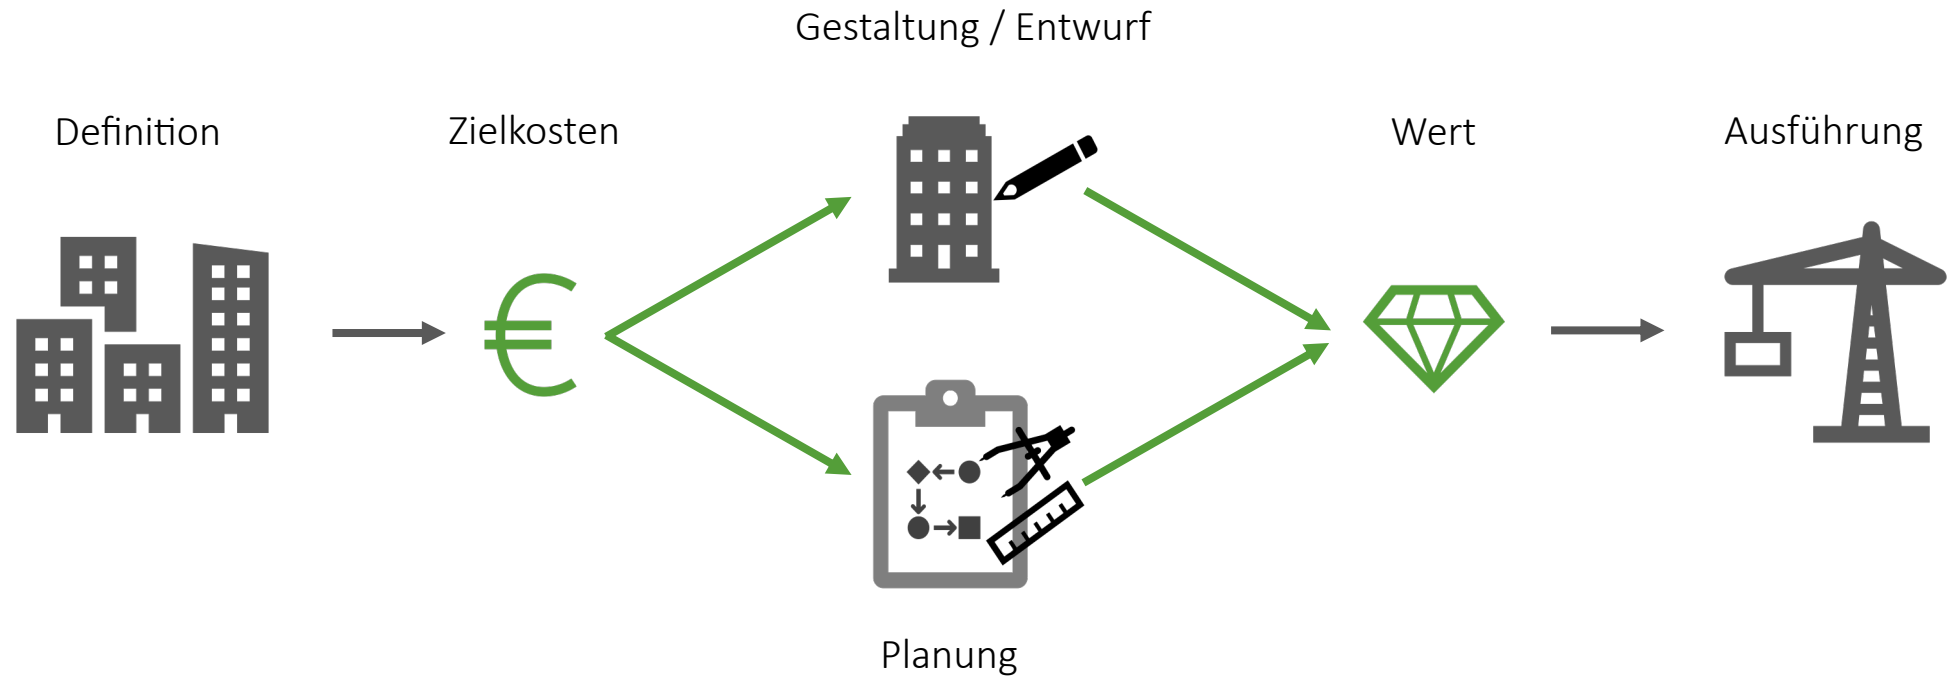 Gestaltung / Entwurf
Definition
Zielkosten
Wert
Ausführung
Planung